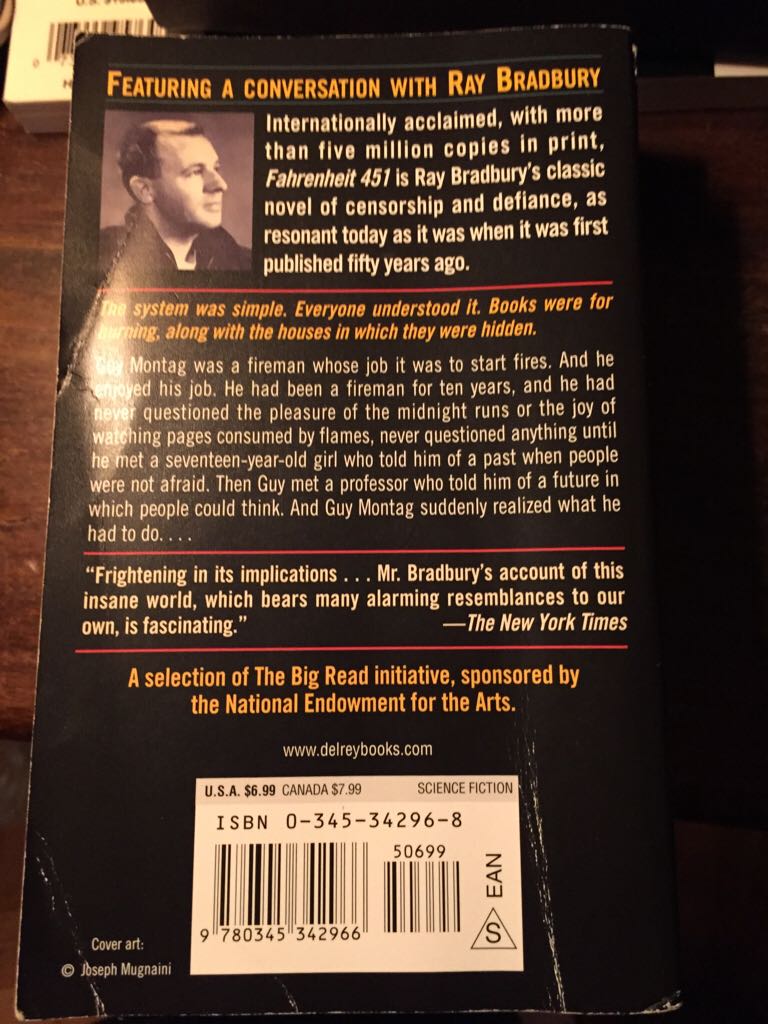 FEATURING A CONVERSATION WITH RAY BRADBURY
Internationally acclaimed, with more
than five million copies in print,
Fahrenheit 451 is Ray Bradbury's classic
novel of censorship and defiance, as
resonant today as it was when it was first
published fifty years ago.
The system was simple. Everyone understood it. Books were for
burning, along with the houses in which they were hidden.
Guy Montag was a fireman whose job it was to start fires. And he
enjoyed his job. He had been a fireman for ten years, and he had
never questioned the pleasure of the midnight runs or the joy of
watching pages consumed by flames, never questioned anything until
he met a seventeen-year-old girl who told him of a past when people
were not afraid. Then Guy met a professor who told him of a future in
which people could think. And Guy Montag suddenly realized what he
had to do. . . .
"Frightening in its implications . . . Mr. Bradbury's account of this
insane world, which bears many alarming resemblances to our
own, is fascinating." —The New York Times
A selection of The Big Read initiative, sponsored by
the National Endowment for the Arts.
www.delreybooks.com
U.S.A. $6.99 CANADA $7.99 SCIENCE FICTION
ISBN 0-345-34296-8
50699
EAN
9 780345 342966
S
Cover art:
© Joseph Mugnaini